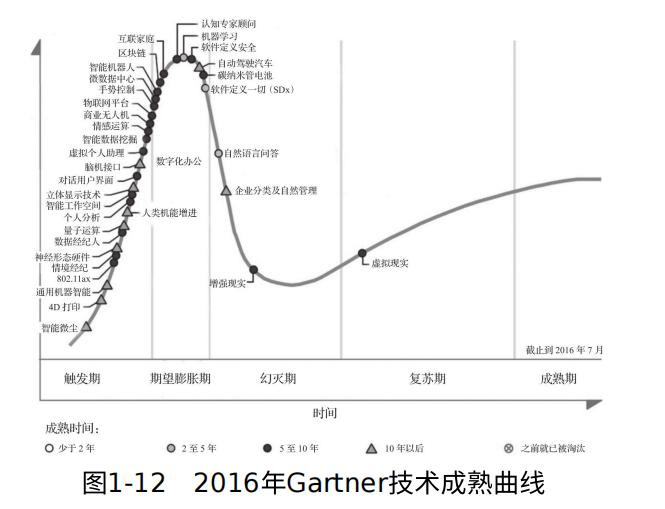 认知专家顾问
机器学习
软件定义安全
互联家庭
区块链
智能机器人
微数据中心
手势控制
物联网平台
商业无人机
情感运算
智能数据挖掘
虚拟个人助理
脑机接口
对话用户界面
立体显示技术
智能工作空间
个人分析
量子运算
数据经纪人
神经形态硬件
情境经纪
802.11ax
通用机器智能
4D 打印
智能微尘
自动驾驶汽车
碳纳米管电池
软件定义一切 (SDx)
数字化办公
自然语言问答
企业分类及自然管理
人类机能增进
增强现实
虚拟现实
截止到 2016 年 7 月
触发期 期望膨胀期 幻灭期 复苏期 成熟期
时间
成熟时间：
少于 2 年 2 至 5 年 5 至 10 年 10 年以后 之前就已被淘汰
图1-12 2016年Gartner技术成熟曲线